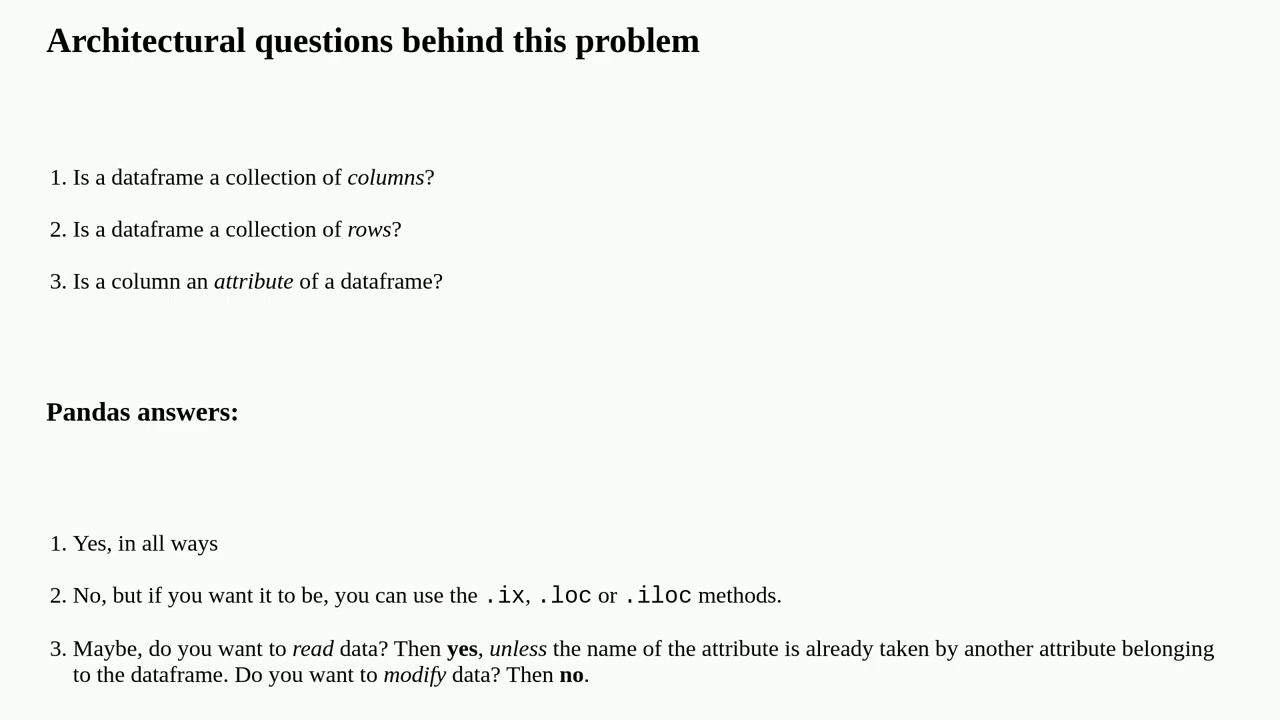 Architectural questions behind this problem
1. Is a dataframe a collection of columns?
2. Is a dataframe a collection of rows?
3. Is a column an attribute of a dataframe?
Pandas answers:
1. Yes, in all ways
2. No, but if you want it to be, you can use the .ix, .loc or .iloc methods.
3. Maybe, do you want to read data? Then yes, unless the name of the attribute is already taken by another attribute belonging
to the dataframe. Do you want to modify data? Then no.